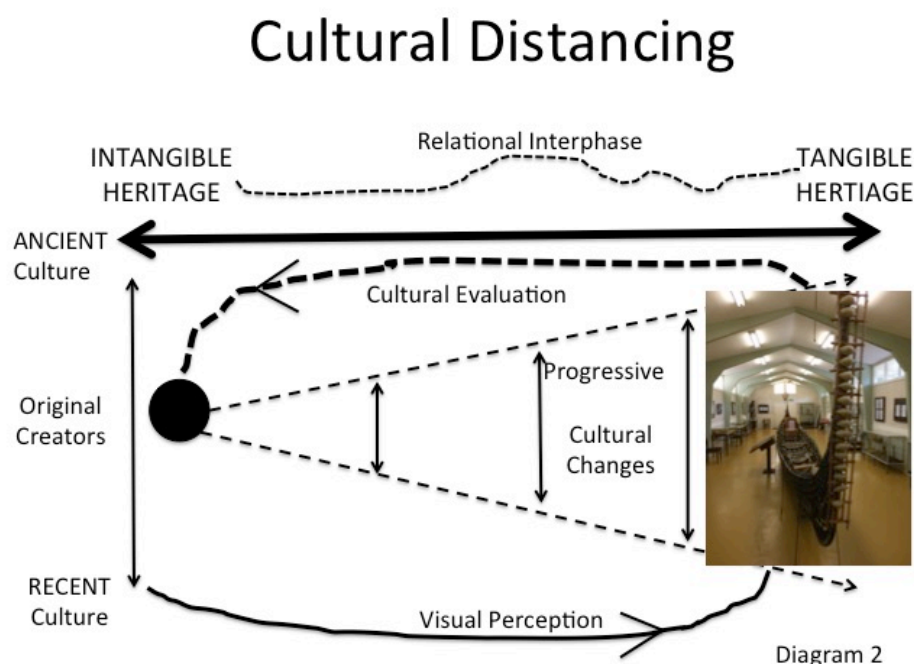 Cultural Distancing
Relational Interphase
INTANGIBLE
HERITAGE
TANGIBLE
HERTIAGE
ANCIENT
Culture
Cultural Evaluation
Progressive
Original
Creators
Cultural
Changes
RECENT
Culture
Visual Perception
Diagram 2